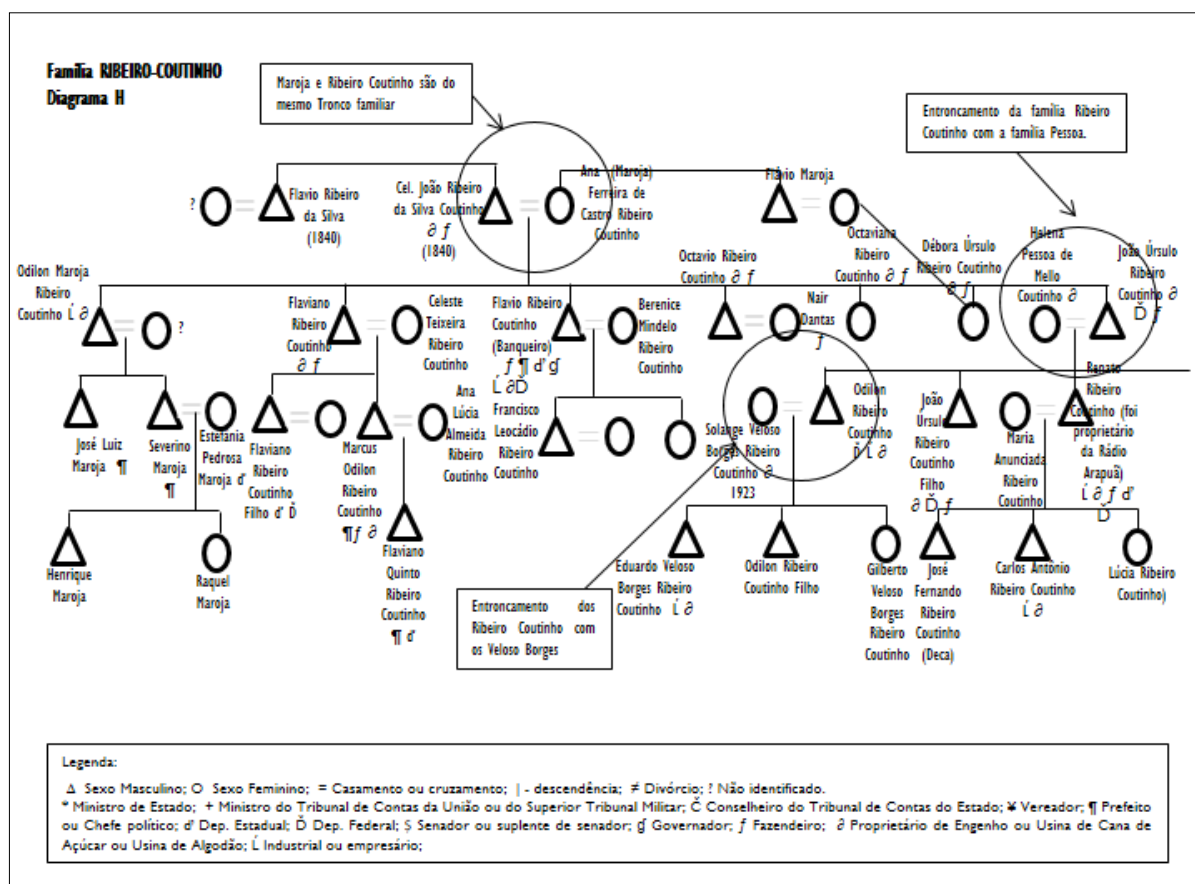 Família RIBEIRO-COUTINHO
Diagrama H
Maroja e Ribeiro Coutinho são do
mesmo Tronco familiar
Entroncamento da família Ribeiro
Coutinho com a família Pessoa.
?
Flavio Ribeiro
da Silva
(1840)
Cel. João Ribeiro
da Silva Coutinho
∂ ƒ
(1840)
Ana (Maroja)
Ferreira de
Castro Ribeiro
Coutinho
Flávio Maroja
Odilon Maroja
Ribeiro
Coutinho Ĺ ∂
?
Flaviano
Ribeiro
Coutinho
∂ ƒ
Celeste
Teixeira
Ribeiro
Coutinho
Flavio Ribeiro
Coutinho
(Banqueiro)
ƒ ¶ ď ɠ
Ĺ ∂Ď
Berenice
Mindelo
Ribeiro
Coutinho
Octavio Ribeiro
Coutinho ∂ ƒ
Nair
Dantas
ƒ
Octaviana
Ribeiro
Coutinho ∂ ƒ
Débora Úrsulo
Ribeiro Coutinho
∂ ƒ
Helena
Pessoa de
Mello
Coutinho ∂
João Úrsulo
Ribeiro
Coutinho ∂
Ď ƒ
José Luiz
Maroja ¶
Severino
Maroja
¶
Estefania
Pedrosa
Maroja ď
Flaviano
Ribeiro
Coutinho
Filho ď Ď
Marcus
Odilon
Ribeiro
Coutinho
¶ƒ ∂
Ana
Lúcia
Almeida
Ribeiro
Coutinho
Francisco
Leocádio
Ribeiro
Coutinho
Solange Veloso
Borges Ribeiro
Coutinho ∂
1923
Odilon
Ribeiro
Coutinho
Ď Ĺ ∂
João
Úrsulo
Ribeiro
Coutinho
Filho
∂ Ď ƒ
Maria
Anunciada
Ribeiro
Coutinho
Renato
Ribeiro
Coutinho (foi
proprietário
da Rádio
Arapuã)
Ĺ ∂ ƒ ď
Ď
Henrique
Maroja
Raquel
Maroja
Flaviano
Quinto
Ribeiro
Coutinho
¶ ď
Eduardo Veloso
Borges Ribeiro
Coutinho Ĺ ∂
Odilon Ribeiro
Coutinho Filho
Gilberto
Veloso
Borges
Ribeiro
Coutinho
José
Fernando
Ribeiro
Coutinho
(Deca)
Carlos Antônio
Ribeiro Coutinho
Ĺ ∂
Lúcia Ribeiro
Coutinho)
Entroncamento dos
Ribeiro Coutinho com
os Veloso Borges
Legenda:
Δ Sexo Masculino; O Sexo Feminino; = Casamento ou cruzamento; | - descendência; ≠ Divórcio; ? Não identificado.
* Ministro de Estado; + Ministro do Tribunal de Contas da União ou do Superior Tribunal Militar; Č Conselheiro do Tribunal de Contas do Estado; ¥ Vereador; ¶ Prefeito
ou Chefe político; ď Dep. Estadual; Ď Dep. Federal; $ Senador ou suplente de senador; ɠ Governador; ƒ Fazendeiro; ∂ Proprietário de Engenho ou Usina de Cana de
Açúcar ou Usina de Algodão; Ĺ Industrial ou empresário;